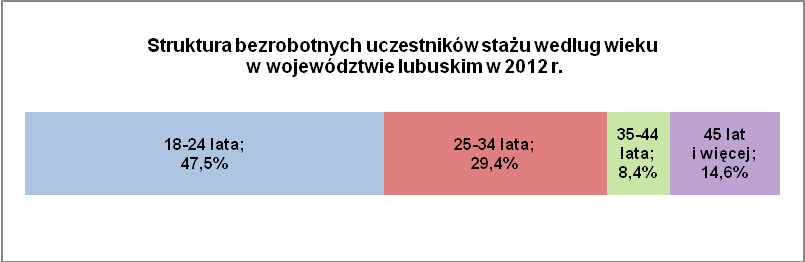 Struktura bezrobotnych uczestników stażu według wieku
w województwie lubuskim w 2012 r.
18-24 lata;
47,5%
25-34 lata;
29,4%
35-44
lata;
8,4%
45 lat
i więcej;
14,6%